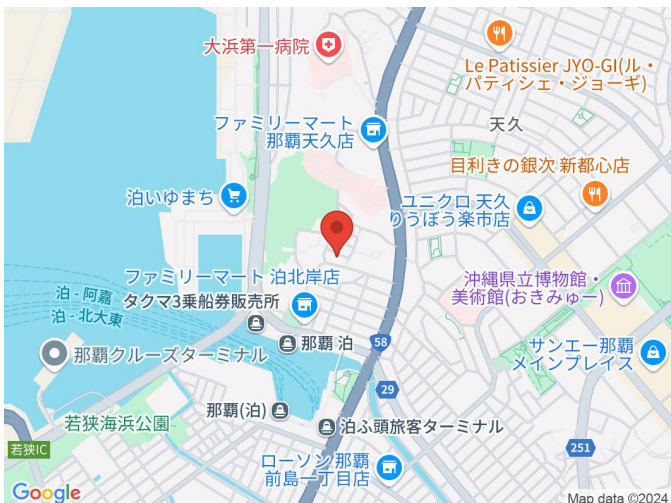 大浜第一病院
Le Patissier JYO-GI(ル・
パティシェ・ジョーギ)
ファミリーマート
那覇天久店
天久
目利きの銀次 新都心店
泊いゆまち
ユニクロ 天久
りうぼう楽市店
ファミリーマート 泊北岸店
沖縄県立博物館・
美術館(おきみゅー)
タクマ3乗船券販売所
泊 - 阿嘉
泊 - 北大東
那覇 泊
58
サンエー那覇
メインプレイス
那覇クルーズターミナル
29
那覇(泊)
若狭海浜公園
泊ふ頭旅客ターミナル
若狭IC
251
ローソン 那覇
前島一丁目店
Google
Map data ©2024